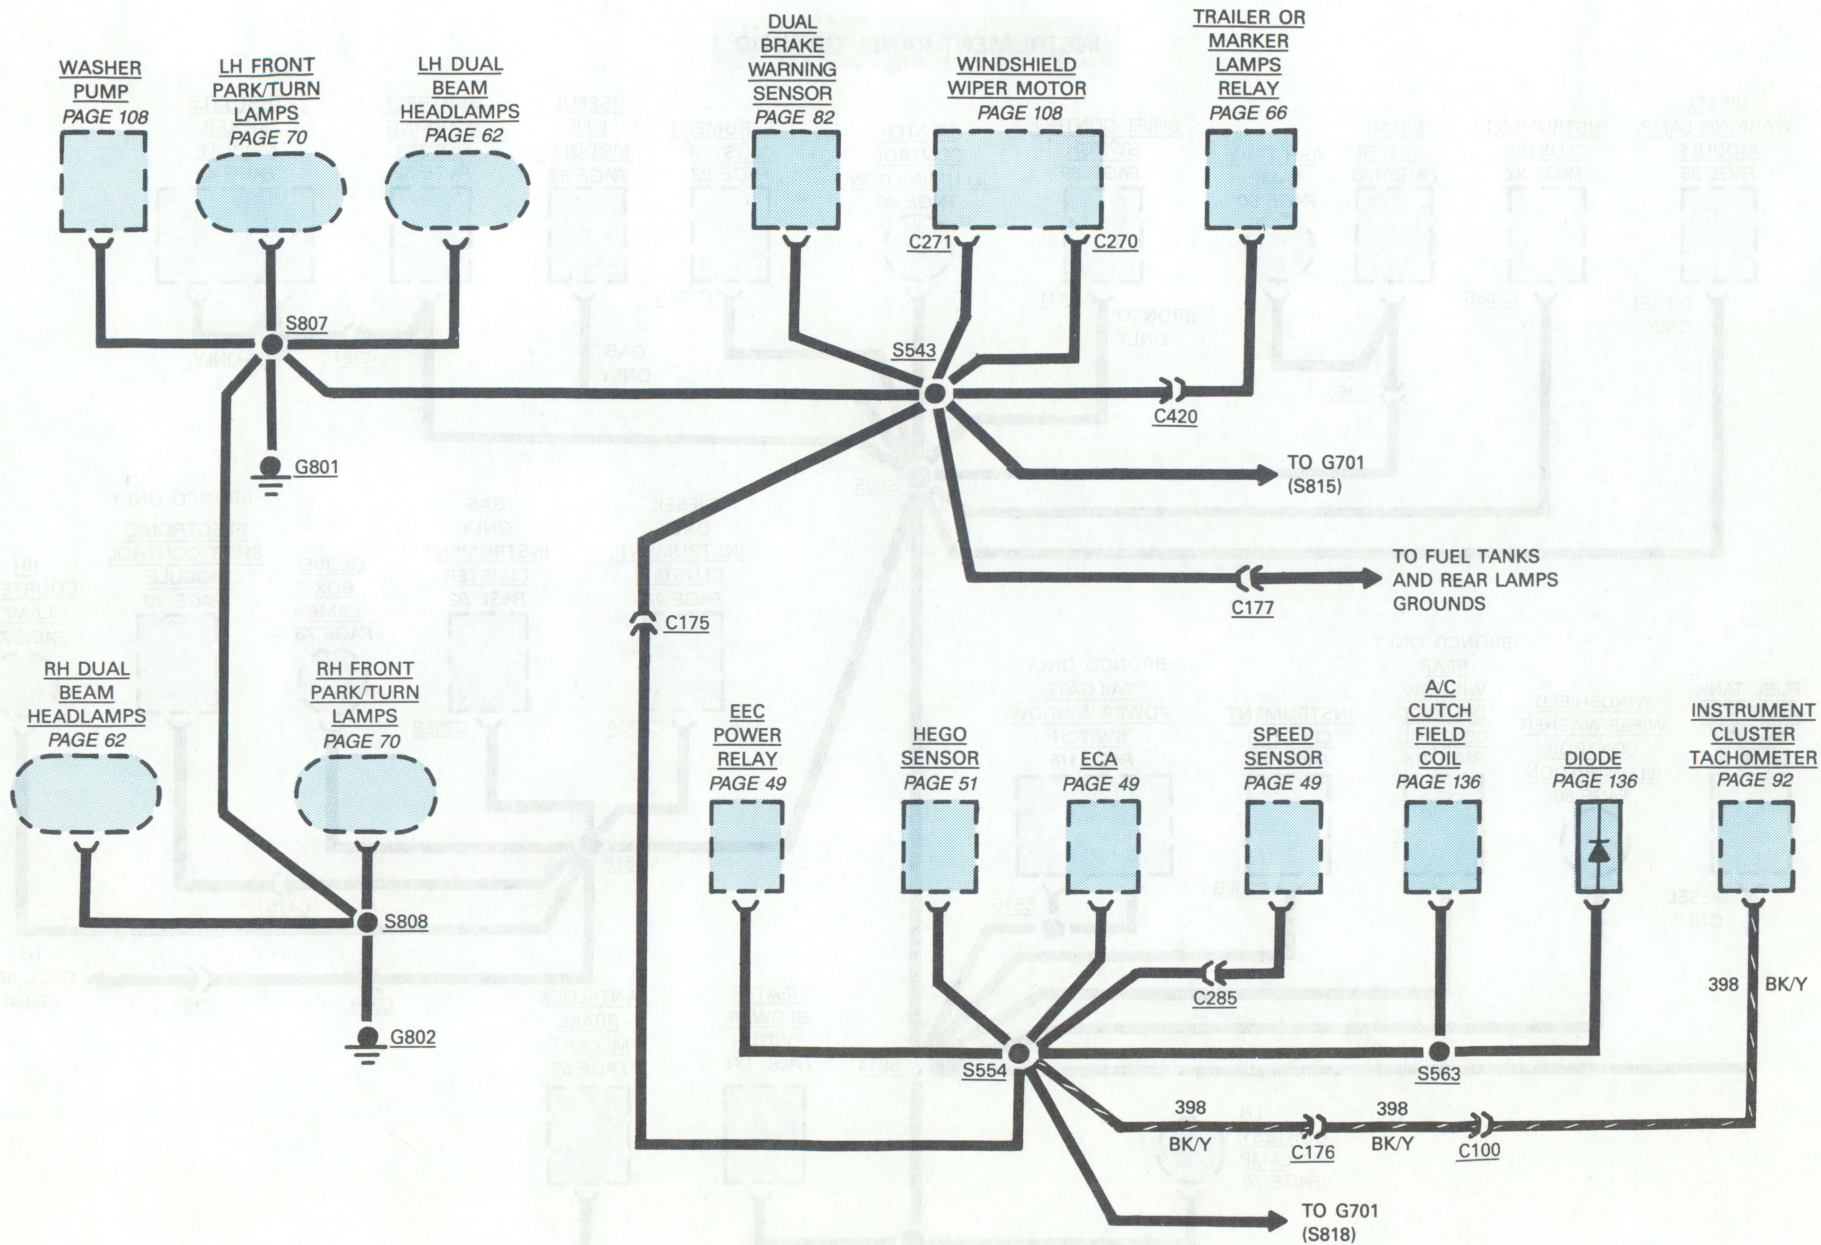 WASHER
PUMP
PAGE 108
LH FRONT
PARK/TURN
LAMPS
PAGE 70
LH DUAL
BEAM
HEADLAMPS
PAGE 62
DUAL
BRAKE
WARNING
SENSOR
PAGE 82
WINDSHIELD
WIPER MOTOR
PAGE 108
TRAILER OR
MARKER
LAMPS
RELAY
PAGE 66
C271
C270
S807
S543
C420
G801
TO G701
(S815)
TO FUEL TANKS
AND REAR LAMPS
GROUNDS
C177
C175
RH DUAL
BEAM
HEADLAMPS
PAGE 62
RH FRONT
PARK/TURN
LAMPS
PAGE 70
EEC
POWER
RELAY
PAGE 49
HEGO
SENSOR
PAGE 51
ECA
PAGE 49
SPEED
SENSOR
PAGE 49
A/C
CUTCH
FIELD
COIL
PAGE 136
DIODE
PAGE 136
INSTRUMENT
CLUSTER
TACHOMETER
PAGE 92
S808
C285
398 BK/Y
G802
S554
S563
398
BK/Y
C176
398
BK/Y
C100
TO G701
(S818)